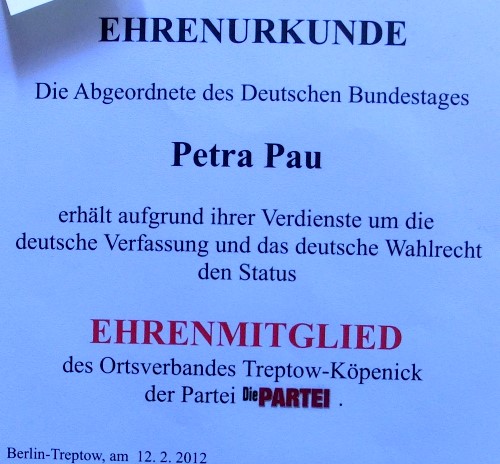 EHRENURKUNDE
Die Abgeordnete des Deutschen Bundestages
Petra Pau
erhält aufgrund ihrer Verdienste um die
deutsche Verfassung und das deutsche Wahlrecht
den Status
EHRENMITGLIED
des Ortsverbandes Treptow-Köpenick
der Partei Die PARTEI .
Berlin-Treptow, am 12. 2. 2012